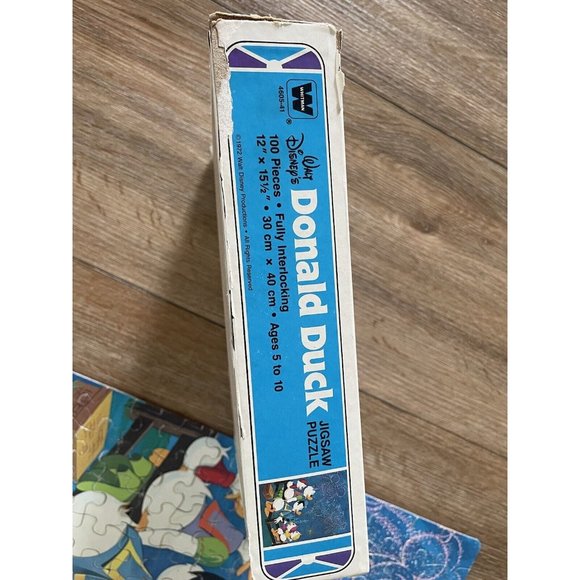 W
WHITMAN
®
4605-41
Walt
Disney's
Donald Duck
JIGSAW
PUZZLE
100 Pieces • Fully Interlocking
12" × 15½" • 30 cm × 40 cm • Ages 5 to 10
©1972 Walt Disney Productions • All Rights Reserved